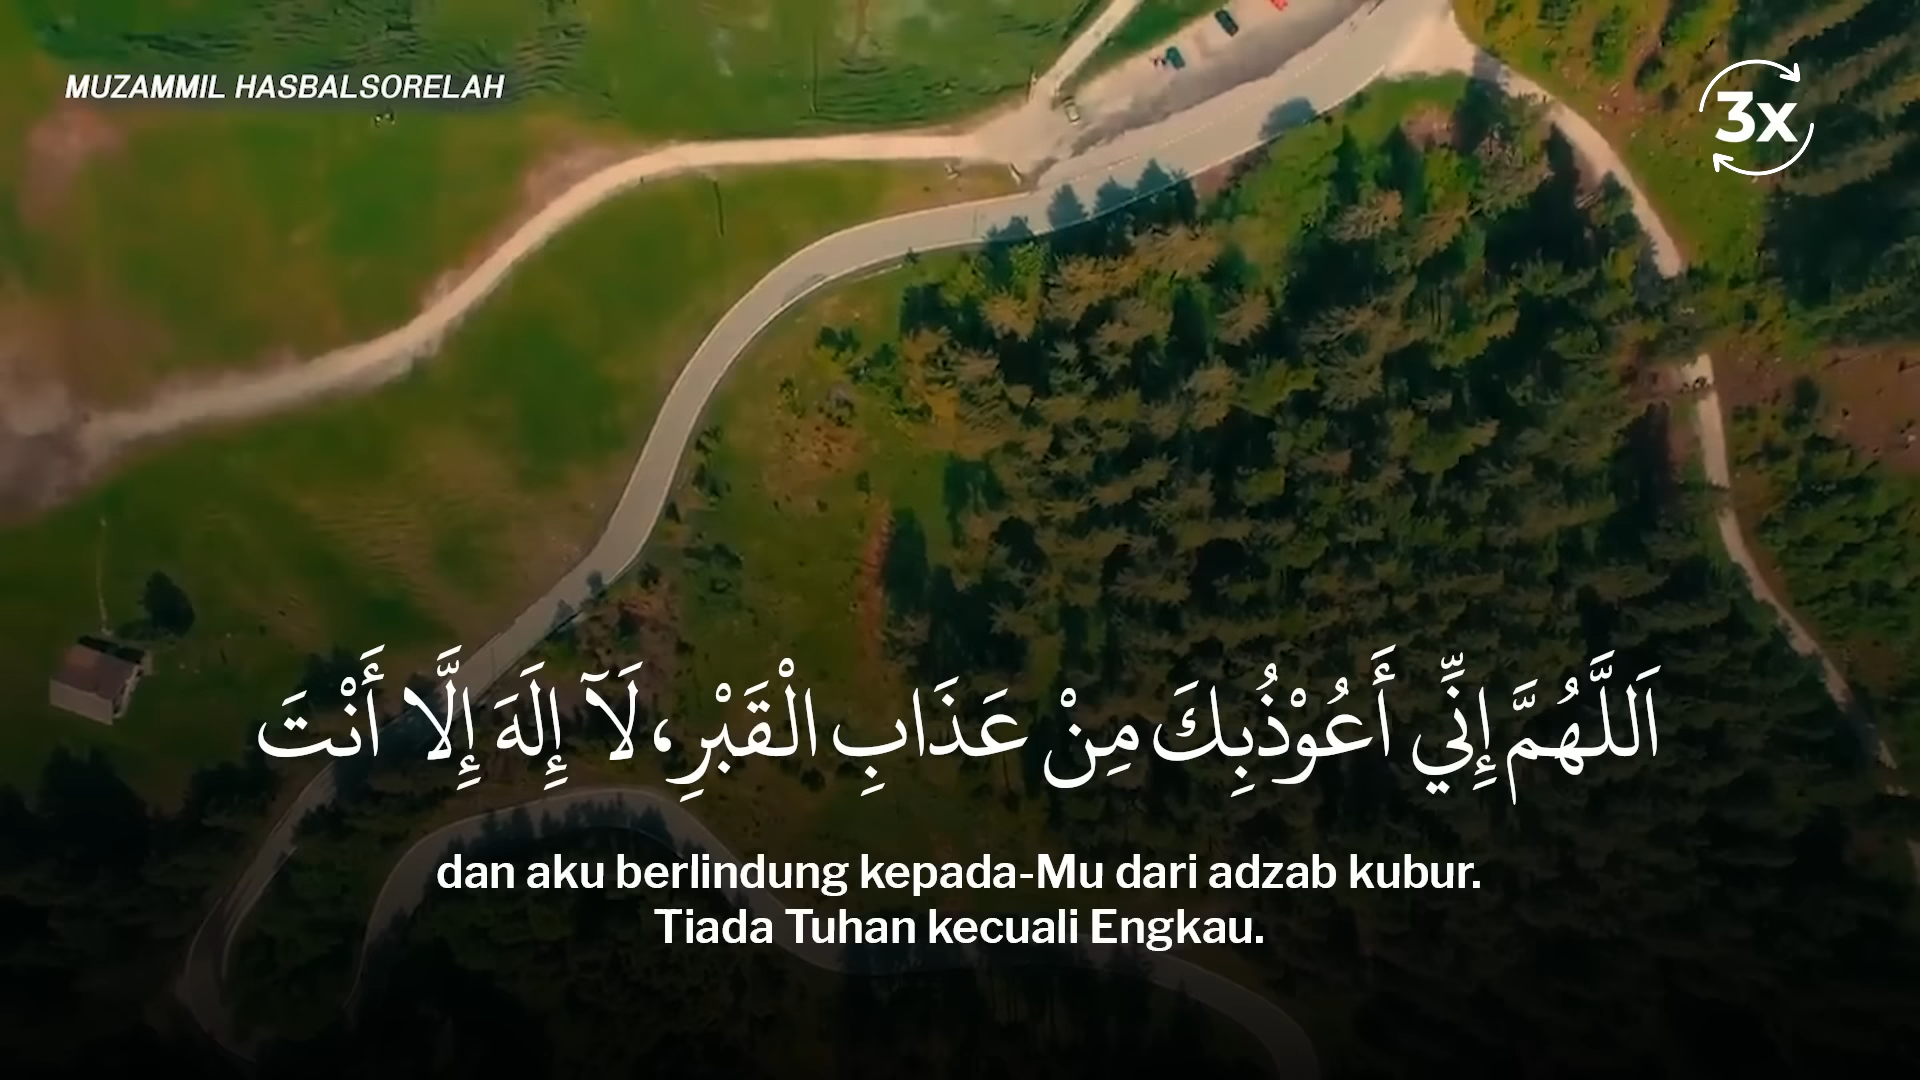 MUZAMMIL HASBALSORELAH
3x
اَللَّهُمَّ إِنِّي أَعُوْذُبِكَ مِنْ عَذَابِ الْقَبْرِ، لَآ إِلَهَ إِلَّا أَنْتَ
dan aku berlindung kepada-Mu dari adzab kubur.
Tiada Tuhan kecuali Engkau.